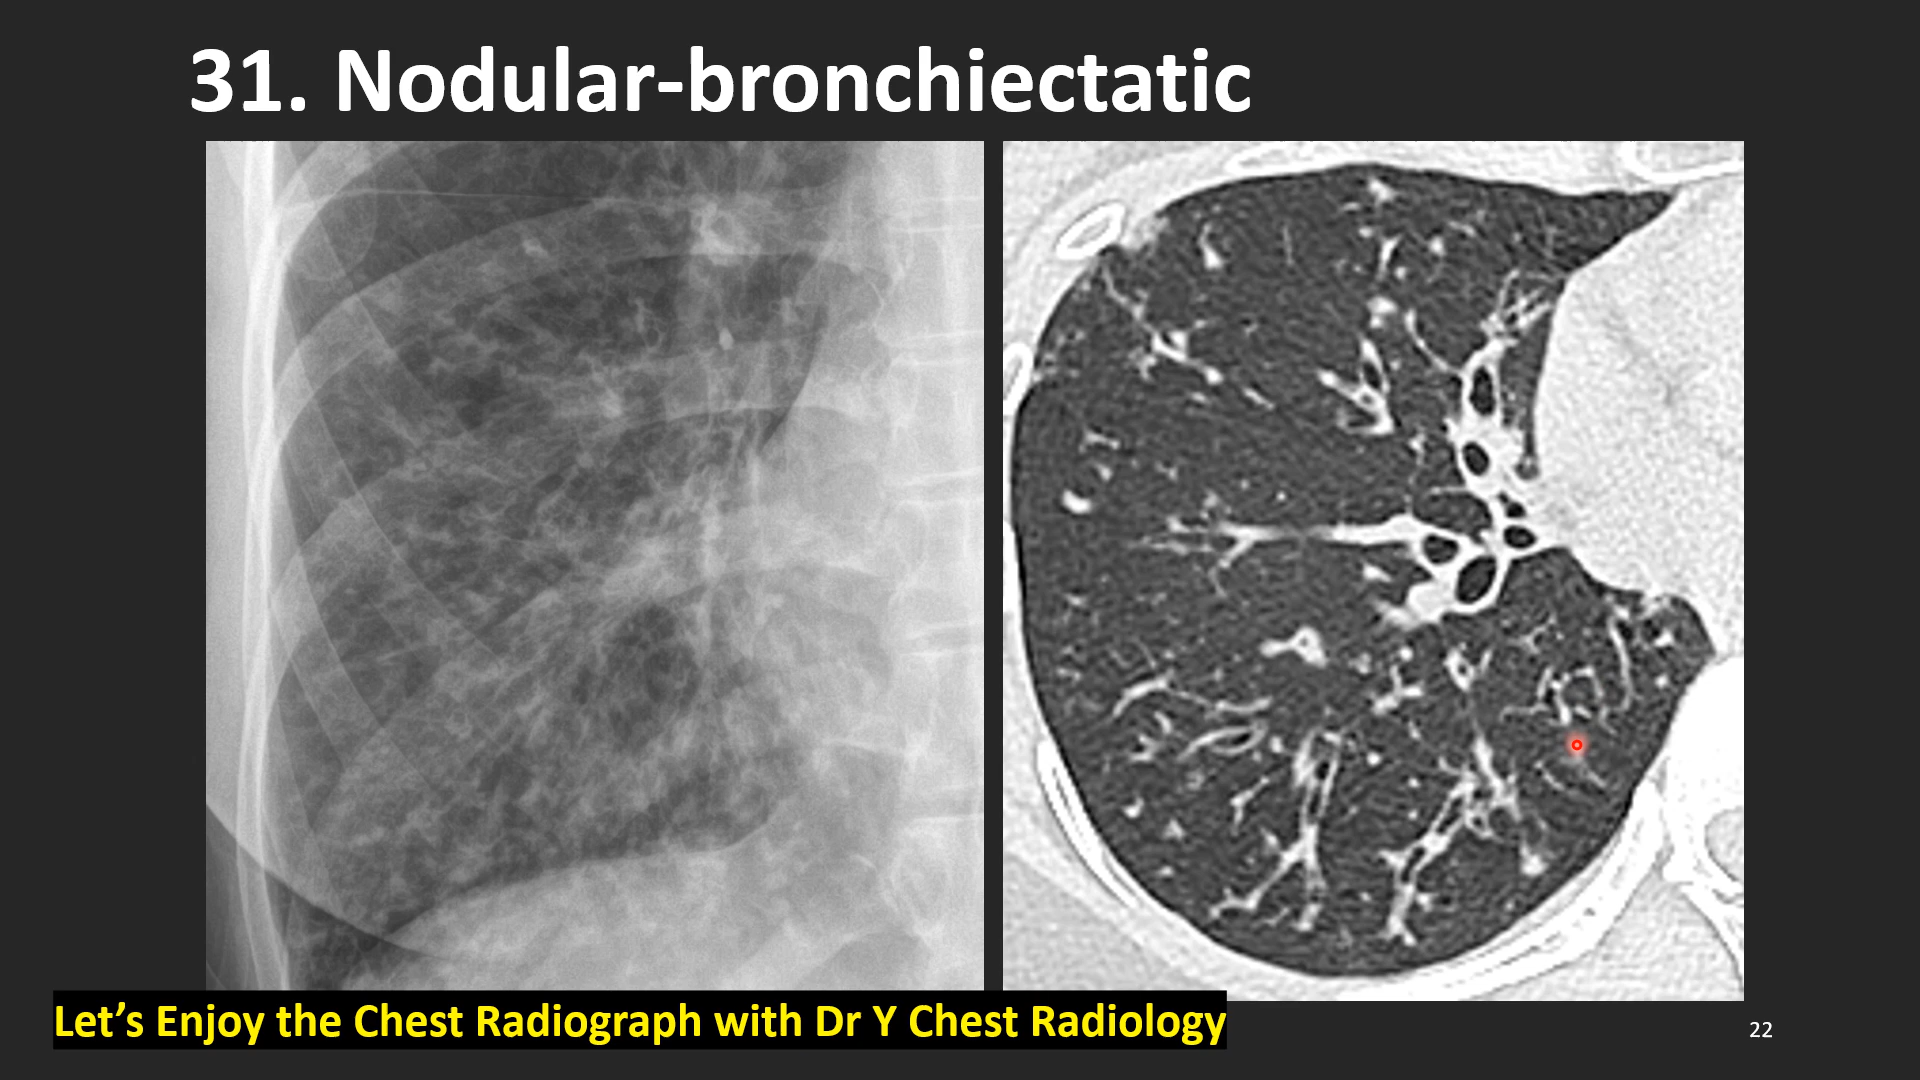 31. Nodular-bronchiectatic
Let’s Enjoy the Chest Radiograph with Dr Y Chest Radiology
22